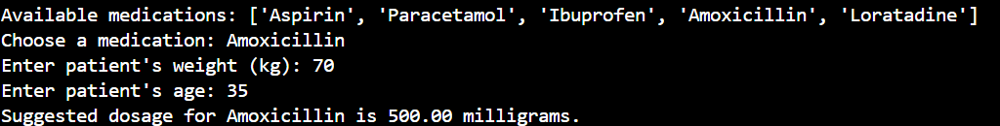 Available medications: ['Aspirin', 'Paracetamol', 'Ibuprofen', 'Amoxicillin', 'Loratadine']
Choose a medication: Amoxicillin
Enter patient's weight (kg): 70
Enter patient's age: 35
Suggested dosage for Amoxicillin is 500.00 milligrams.